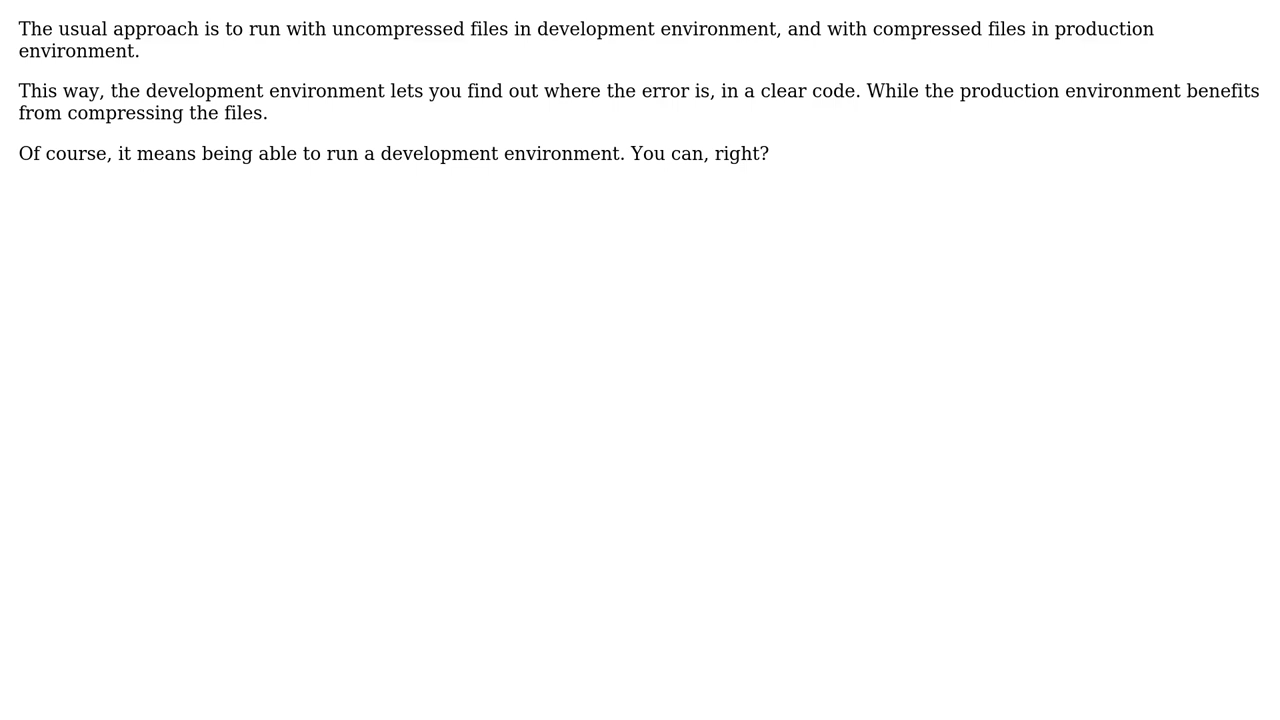 The usual approach is to run with uncompressed files in development environment, and with compressed files in production
environment.
This way, the development environment lets you find out where the error is, in a clear code. While the production environment benefits
from compressing the files.
Of course, it means being able to run a development environment. You can, right?